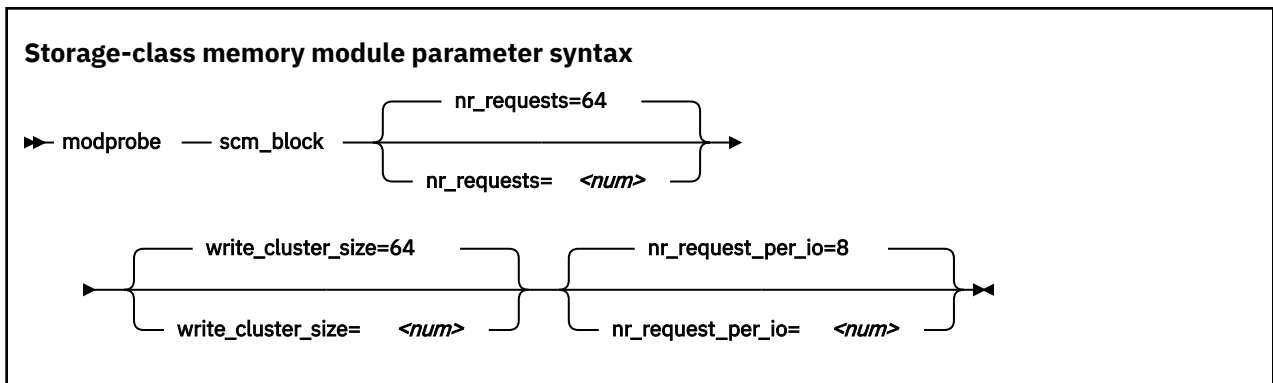 Storage-class memory module parameter syntax
nr_requests=64
modprobe scm_block
nr_requests= <num>
write_cluster_size=64 nr_request_per_io=8
write_cluster_size= <num> nr_request_per_io= <num>